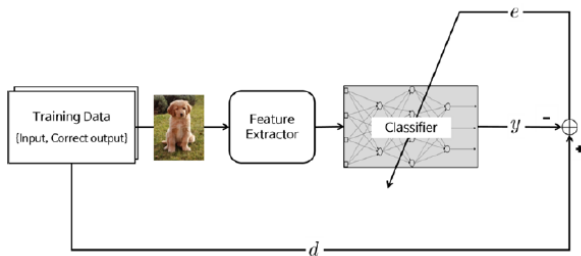 e
Training Data
{Input, Correct output}
Feature
Extractor
Classifier
y
-
+
d